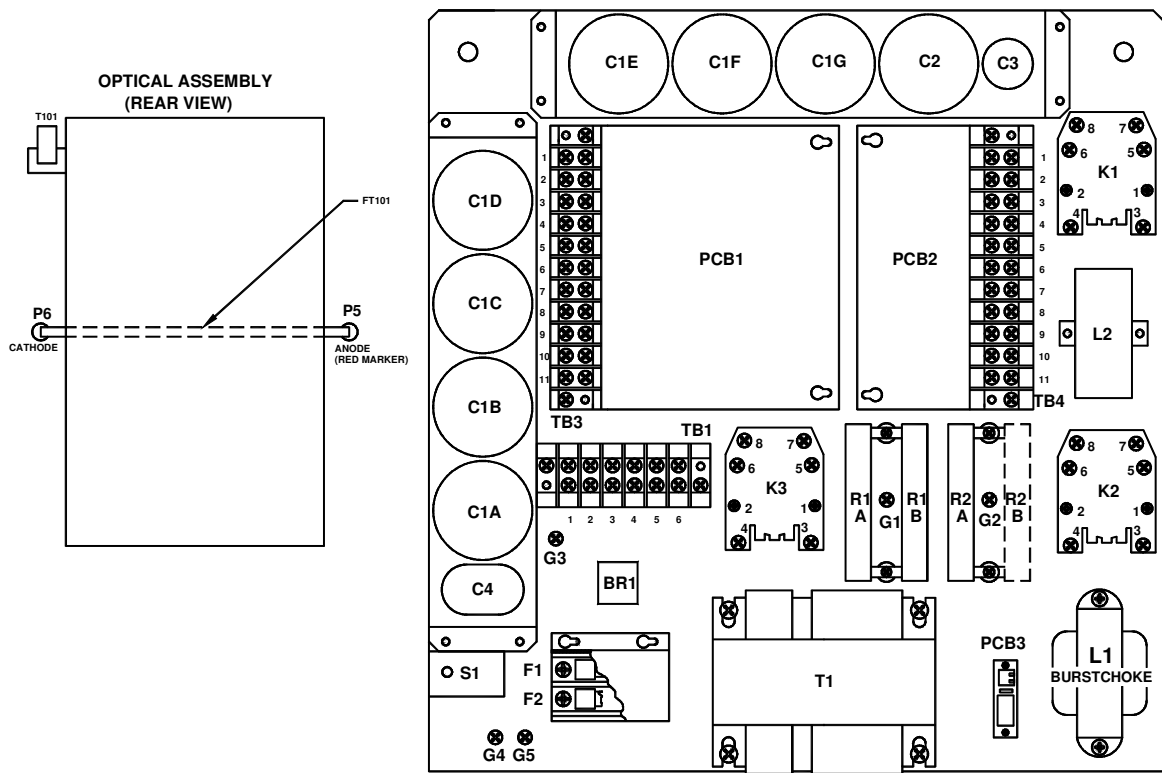 OPTICAL ASSEMBLY
(REAR VIEW)
T101
FT101
P6
CATHODE
P5
ANODE
(RED MARKER)
C1E
C1F
C1G
C2
C3
C1D
C1C
C1B
C1A
C4
S1
1
2
3
4
5
6
7
8
9
10
11
TB3
PCB1
PCB2
1
2
3
4
5
6
7
8
9
10
11
TB4
8
7
6
5
K1
2
1
4
3
L2
TB1
1
2
3
4
5
6
G3
BR1
8
7
6
5
K3
2
1
4
3
R1
A
G1
R1
B
R2
A
G2
R2
B
8
7
6
5
K2
2
1
4
3
F1
F2
G4
G5
T1
PCB3
L1
BURSTCHOKE